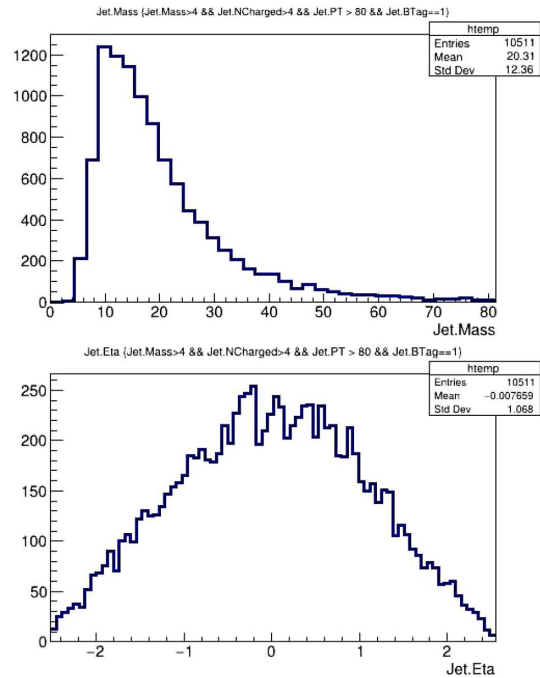 Jet.Mass {Jet.Mass>4 && Jet.NCharged>4 && Jet.PT > 80 && Jet.BTag==1}
htemp
Entries 10511
Mean 20.31
Std Dev 12.36
1200
1000
800
600
400
200
0
0 10 20 30 40 50 60 70 80
Jet.Mass
Jet.Eta {Jet.Mass>4 && Jet.NCharged>4 && Jet.PT > 80 && Jet.BTag==1}
htemp
Entries 10511
Mean −0.007659
Std Dev 1.068
250
200
150
100
50
0
−2 −1 0 1 2
Jet.Eta